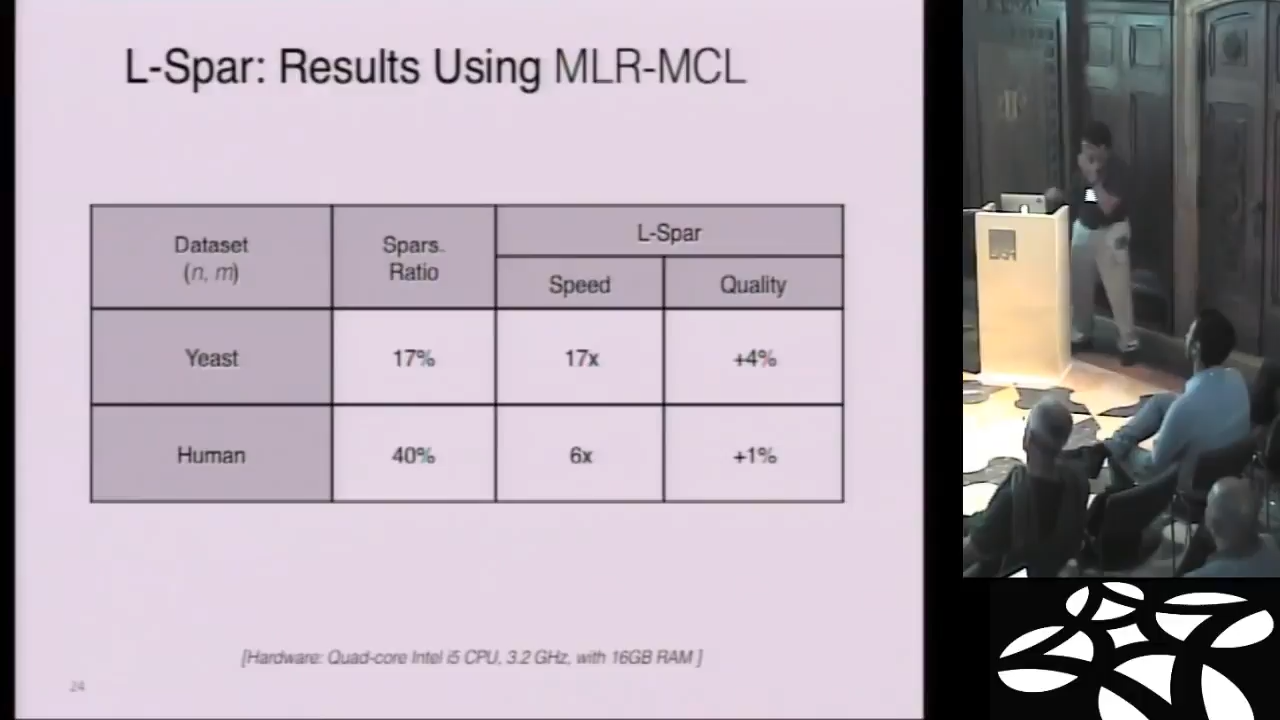 L-Spar: Results Using MLR-MCL
Dataset
(n, m)
Spars.
Ratio
L-Spar
Speed
Quality
Yeast
17%
17x
+4%
Human
40%
6x
+1%
[Hardware: Quad-core Intel i5 CPU, 3.2 GHz, with 16GB RAM ]
24